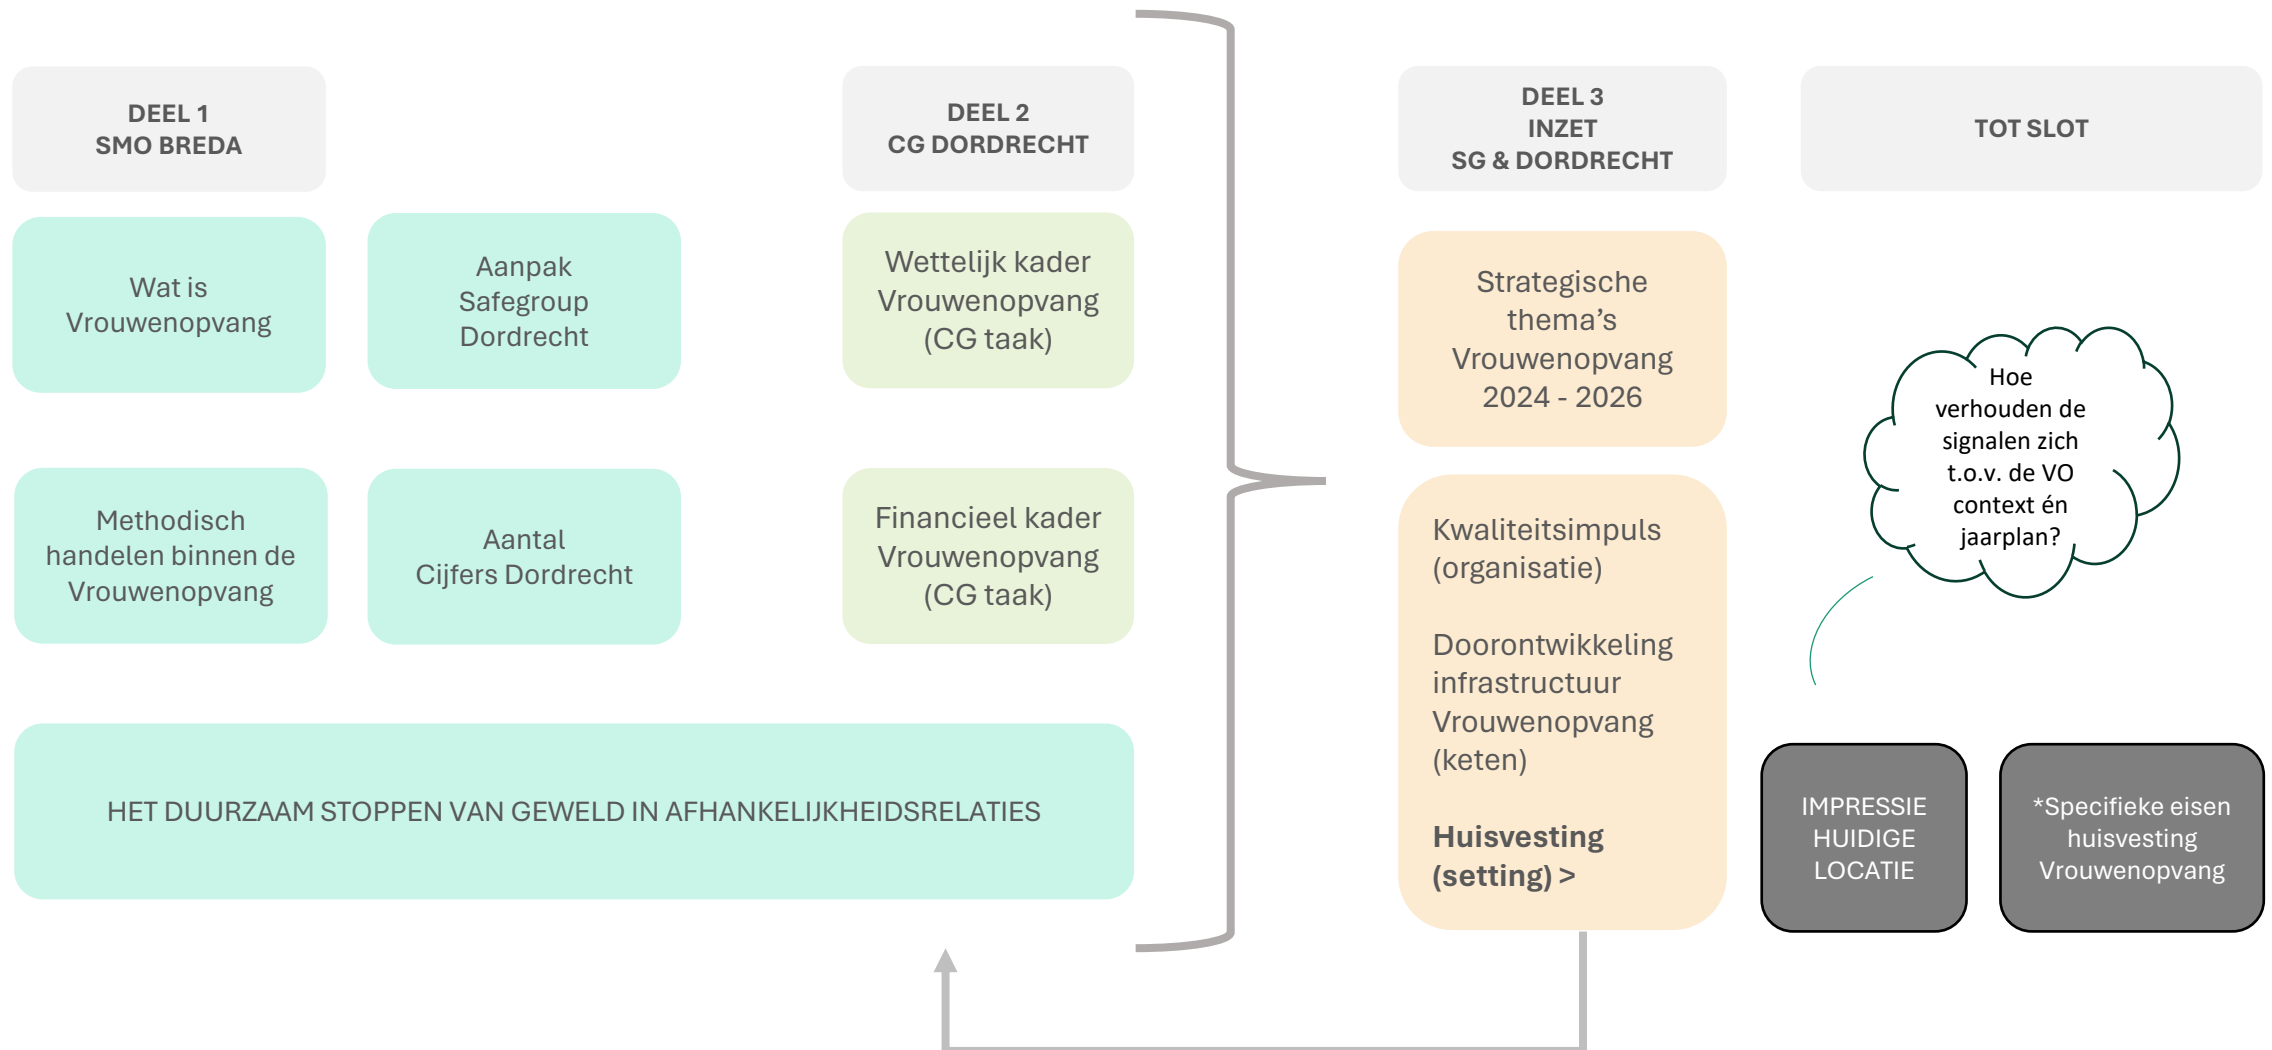 DEEL 1
SMO BREDA
Wat is
Vrouwenopvang
Aanpak
Safegroup
Dordrecht
Methodisch
handelen binnen de
Vrouwenopvang
Aantal
Cijfers Dordrecht
DEEL 2
CG DORDRECHT
Wettelijk kader
Vrouwenopvang
(CG taak)
Financieel kader
Vrouwenopvang
(CG taak)
HET DUURZAAM STOPPEN VAN GEWELD IN AFHANKELIJKHEIDSRELATIES
DEEL 3
INZET
SG & DORDRECHT
Strategische
thema’s
Vrouwenopvang
2024 - 2026
Kwaliteitsimpuls
(organisatie)
Doorontwikkeling
infrastructuur
Vrouwenopvang
(keten)
Huisvesting
(setting) >
TOT SLOT
Hoe
verhouden de
signalen zich
t.o.v. de VO
context én
jaarplan?
IMPRESSIE
HUIDIGE
LOCATIE
*Specifieke eisen
huisvesting
Vrouwenopvang